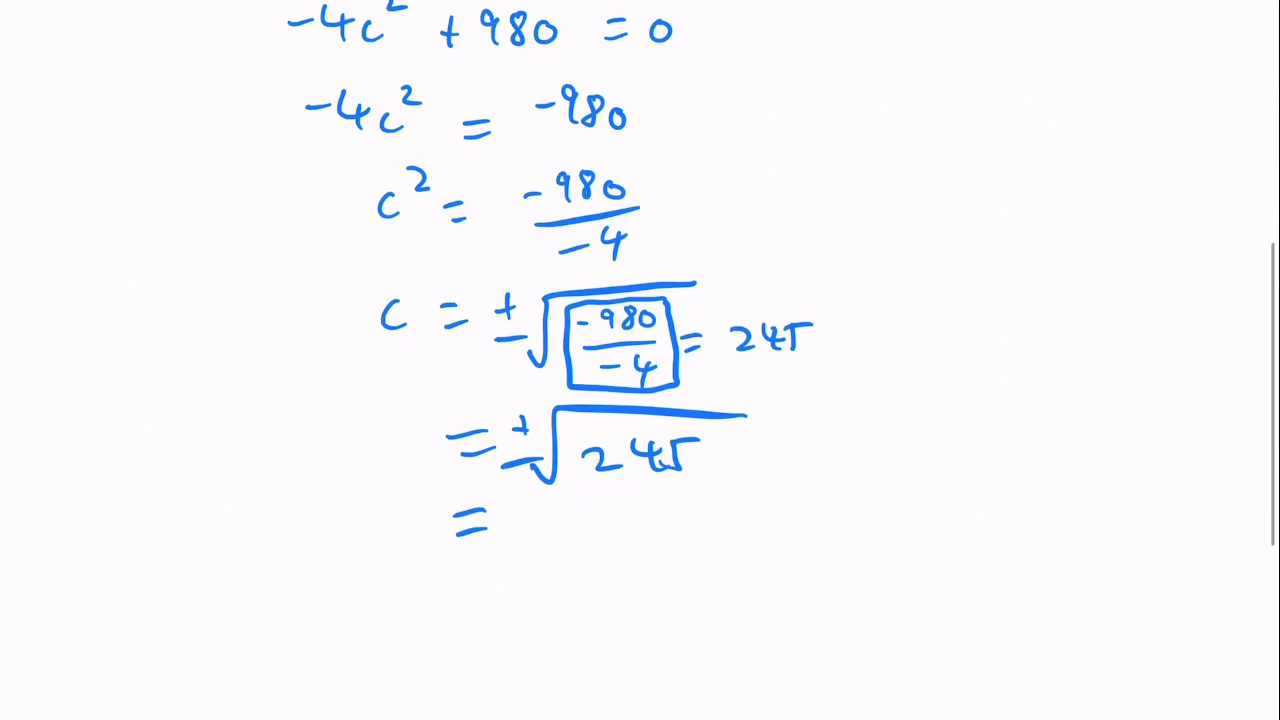 -4c² + 980 = 0
-4c² = -980
c² = -980/-4
c = ±√(-980/-4) = 245
= ±√245
=